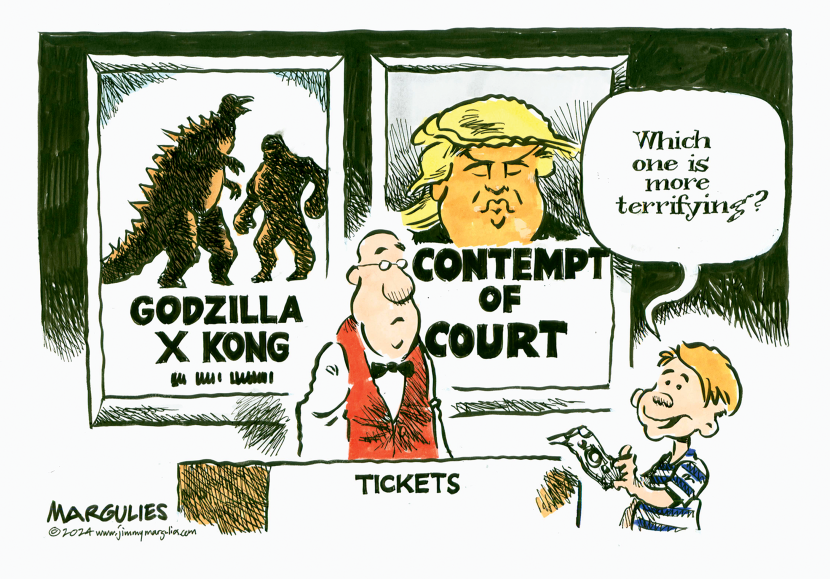 Which
one is
more
terrifying?
GODZILLA
X KONG
CONTEMPT
OF
COURT
TICKETS
MARGULIES
©2024 www.jimmymargulies.com